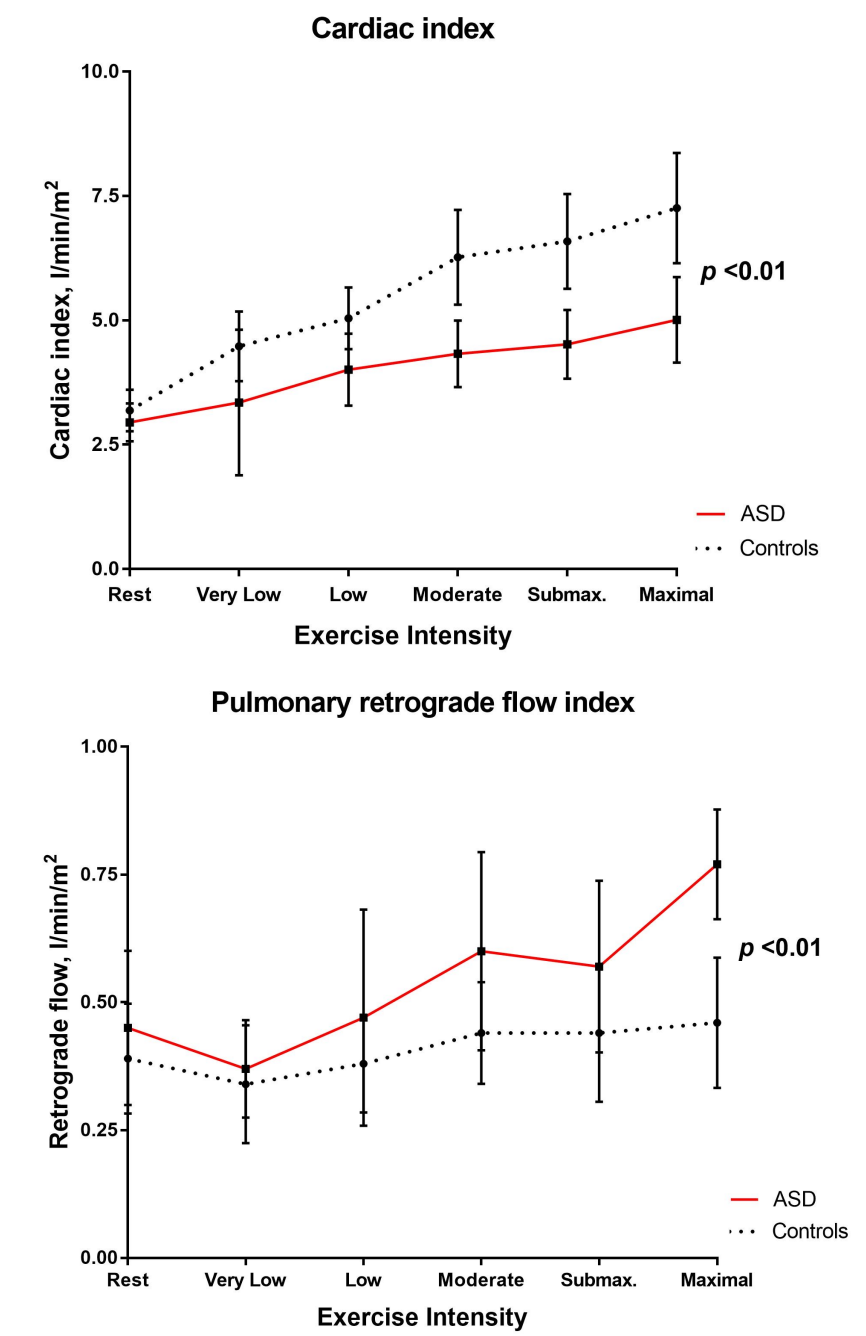 Cardiac index
Cardiac index, l/min/m²
10.0
7.5
5.0
2.5
0.0
p <0.01
ASD
Controls
Rest Very Low Low Moderate Submax. Maximal
Exercise Intensity
Pulmonary retrograde flow index
Retrograde flow, l/min/m²
1.00
0.75
0.50
0.25
0.00
p <0.01
ASD
Controls
Rest Very Low Low Moderate Submax. Maximal
Exercise Intensity